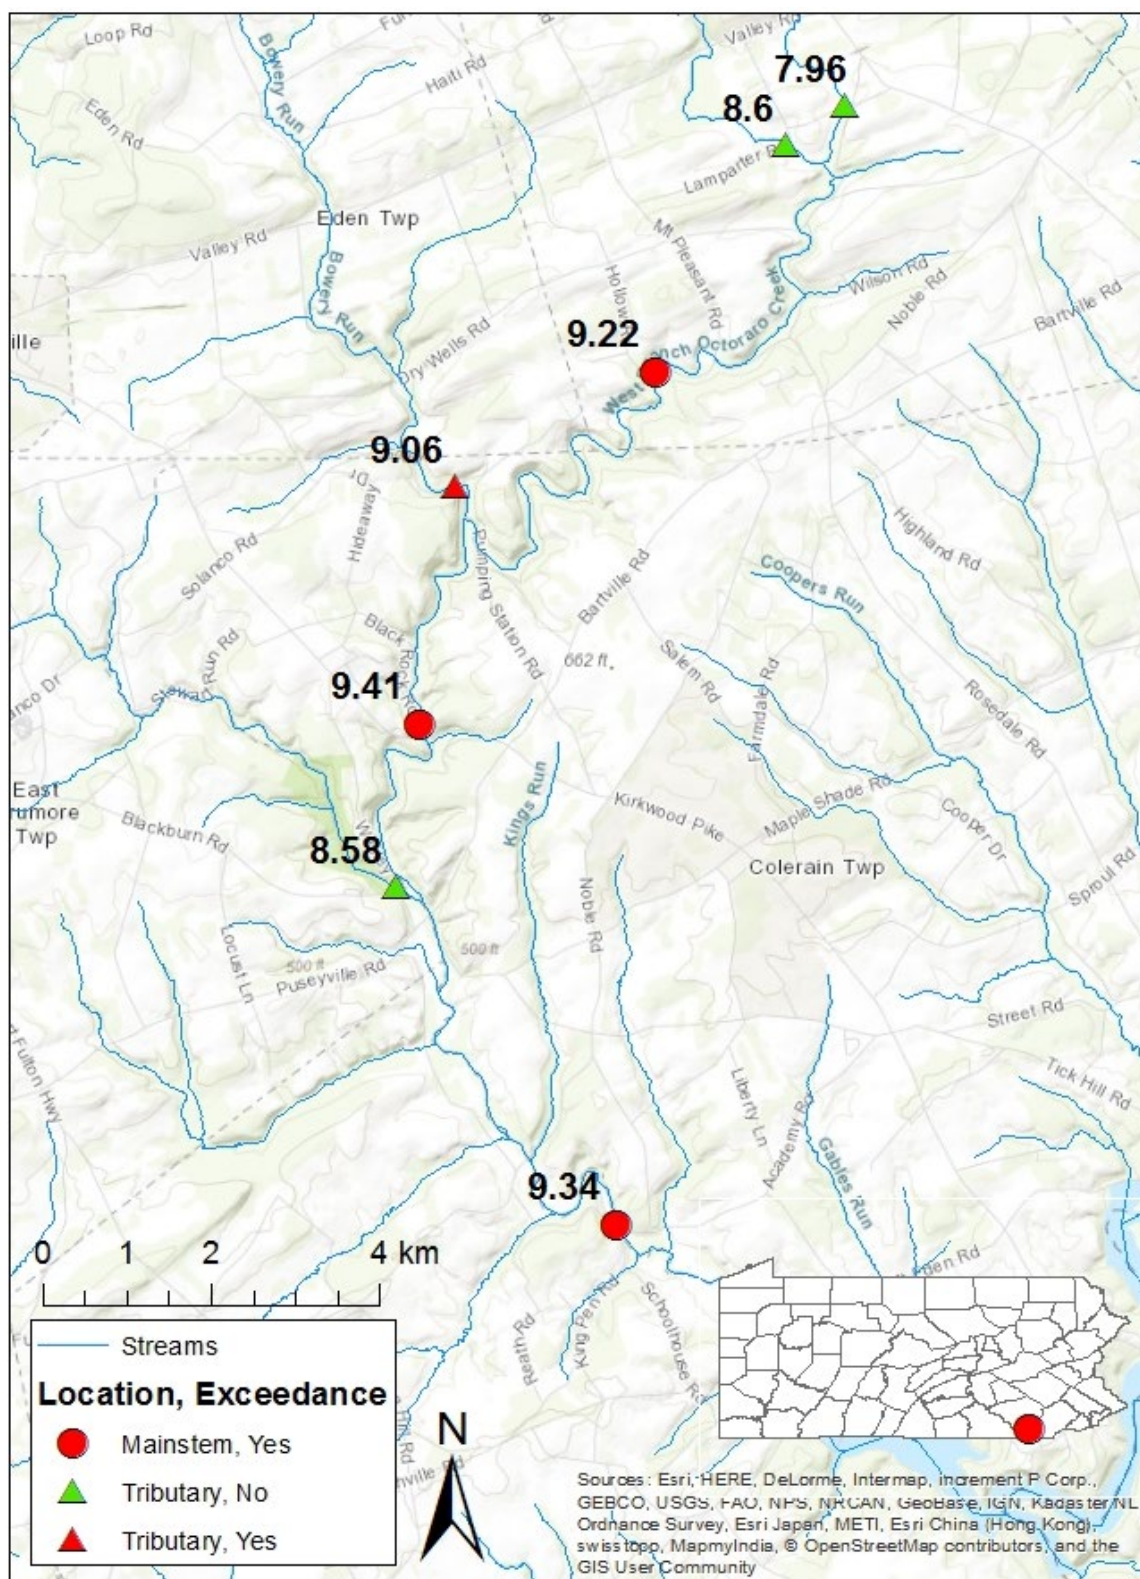 Loop Rd
Valley Rd
Bowery Run
Haiti Rd
7.96
8.6
Eden Rd
Lamparter
Eden Twp
Valley Rd
Mt Pleasant Rd
Hollow
Bowery Run
Wilson Rd
Noble Rd
Bartville Rd
ille
9.22
West
nch Octoraro Creek
Dry Wells Rd
9.06
Hideaway
Dr
Solanco Rd
Pumping Station Rd
Bartville Rd
Highland Rd
Coopers Run
Black Rock
662 ft
Salem Rd
Farmdale Rd
Run Rd
anco Dr
9.41
Rosedale Rd
East
rumore
Twp
Blackburn Rd
Kings Run
Kirkwood Pike
Maple Shade Rd
Cooper Dr
8.58
Noble Rd
Colerain Twp
Sproul Rd
Locust Ln
500 ft
500 ft
Puseyville Rd
Street Rd
Fulton Hwy
Tick Hill Rd
Liberty Ln
Academy Rd
Gables Run
9.34
0 1 2 4 km
King Pen Rd
Schoolhouse Rd
Reath Rd
Streams
Location, Exceedance
Mainstem, Yes
Tributary, No
Tributary, Yes
N
Sources: Esri, HERE, DeLorme, Intermap, increment P Corp.,
GEBCO, USGS, FAO, NPS, NRCAN, GeoBase, IGN, Kadaster NL,
Ordnance Survey, Esri Japan, METI, Esri China (Hong Kong),
swisstopo, MapmyIndia, © OpenStreetMap contributors, and the
GIS User Community